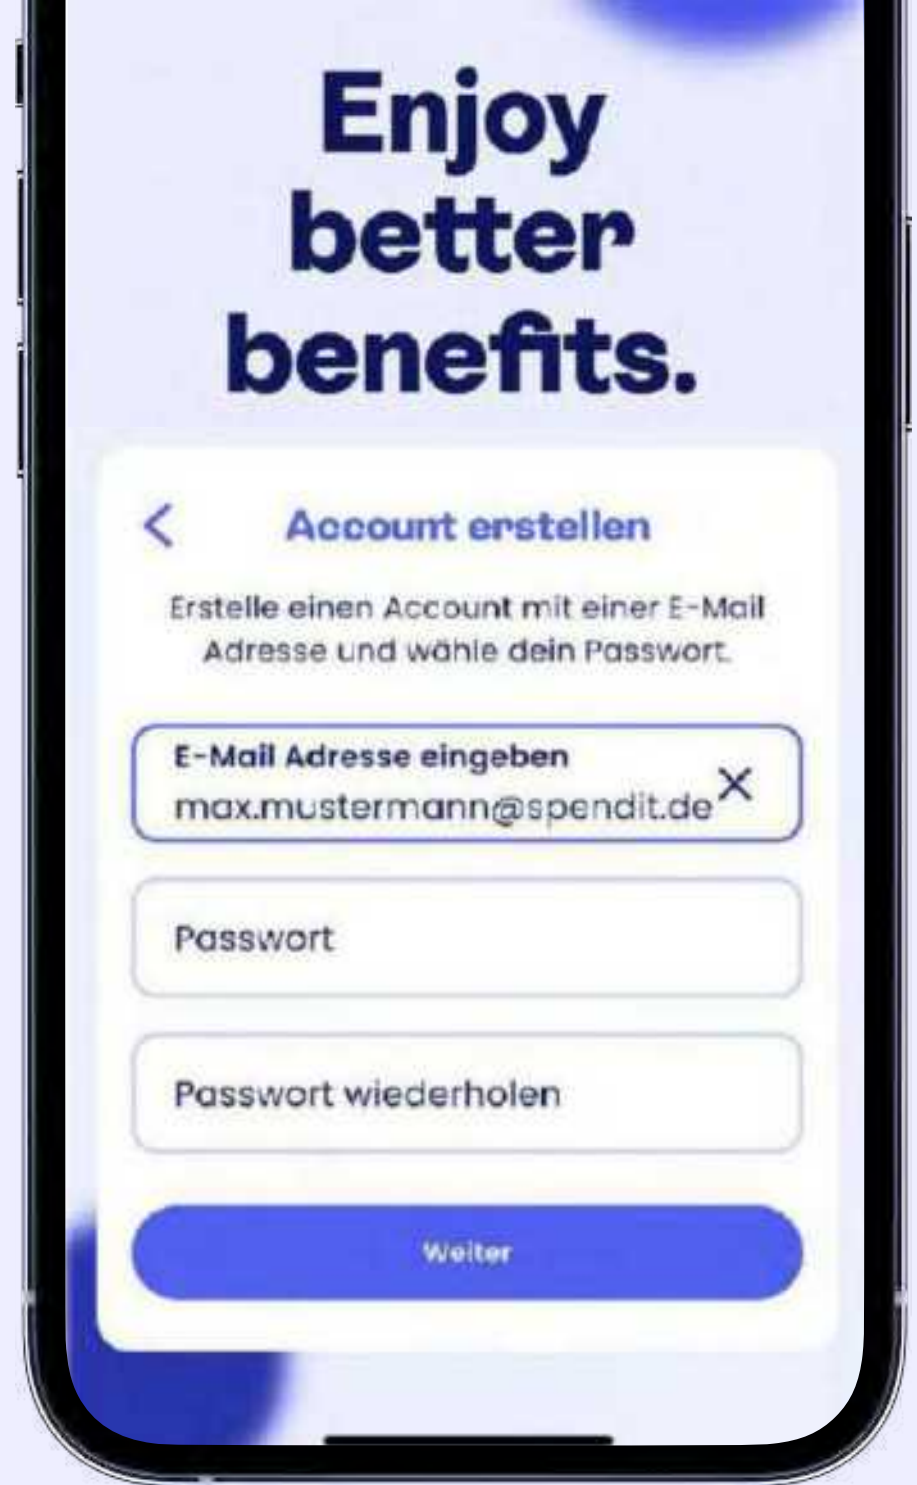 Enjoy
better
benefits.
Account erstellen
Erstelle einen Account mit einer E-Mail
Adresse und wähle dein Passwort.
E-Mail Adresse eingeben
max.mustermann@spendit.de
Passwort
Passwort wiederholen
Weiter